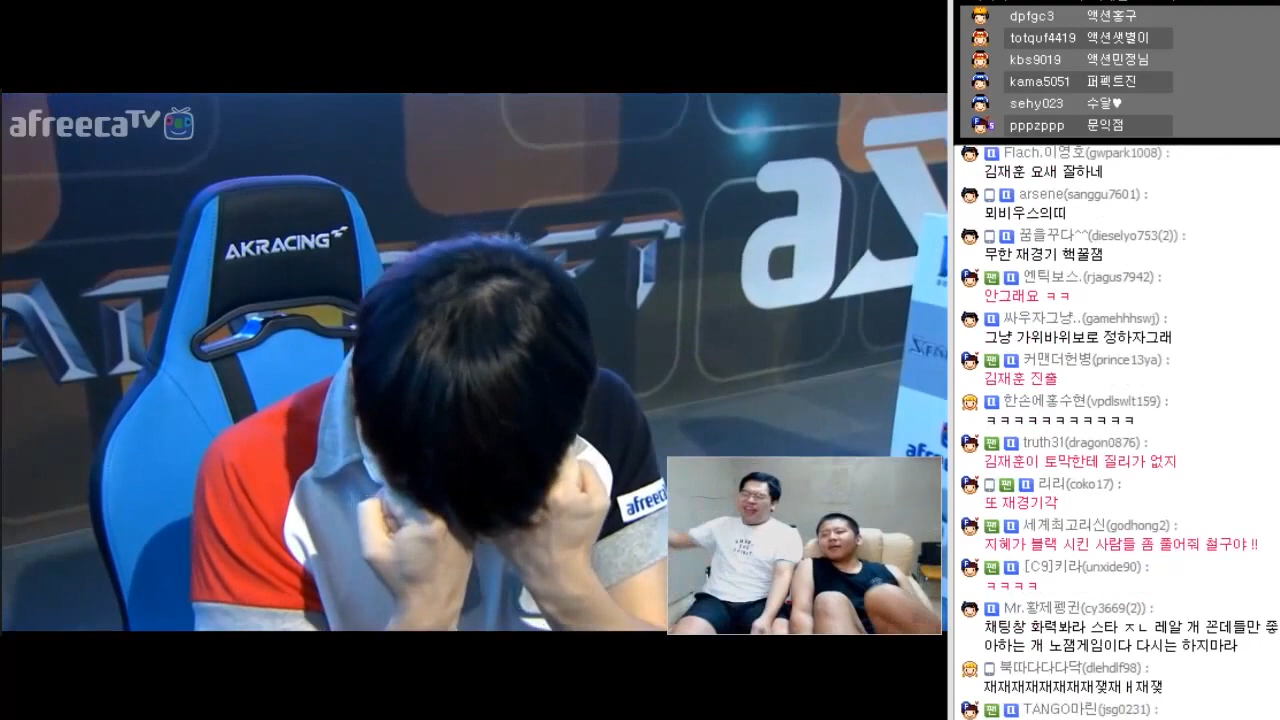 afreecaTV
AKRACING
a
afreeca
dpfgc3 액션홍구
totquf4419 액션샛별이
kbs9019 액션민정님
kama5051 퍼펙트진
sehy023 수달♥
pppzppp 문익점
Flach.이영호(gwpark1008) :
김재훈 요새 잘하네
arsene(sanggu7601) :
뫼비우스의띠
꿈을꾸다^^(dieselyo753(2)) :
무한 재경기 핵꿀잼
팬 엔틱보스.(rjagus7942) :
안그래요 ㅋㅋ
싸우자그냥..(gamehhhswj) :
그냥 가위바위보로 정하자그래
팬 커맨더헌병(prince13ya) :
김재훈 진출
한손에홍수현(vpdlswlt159) :
ㅋㅋㅋㅋㅋㅋㅋㅋㅋㅋㅋ
팬 truth31(dragon0876) :
김재훈이 토막한테 질리가 없지
팬 리리(coko17) :
또 재경기각
팬 세계최고리신(godhong2) :
지혜가 블랙 시킨 사람들 좀 풀어줘 철구야 !!
팬 [C9]키라(unxide90) :
ㅋㅋㅋㅋ
Mr.황제펭귄(cy3669(2)) :
채팅창 화력봐라 스타 ㅈㄴ 레알 개 꼰데들만 좋
아하는 개 노잼게임이다 다시는 하지마라
북따다다다닥(dlehdlf98) :
재재재재재재재재잿재ㅐ재잿
팬 TANGO마린(jsg0231) :